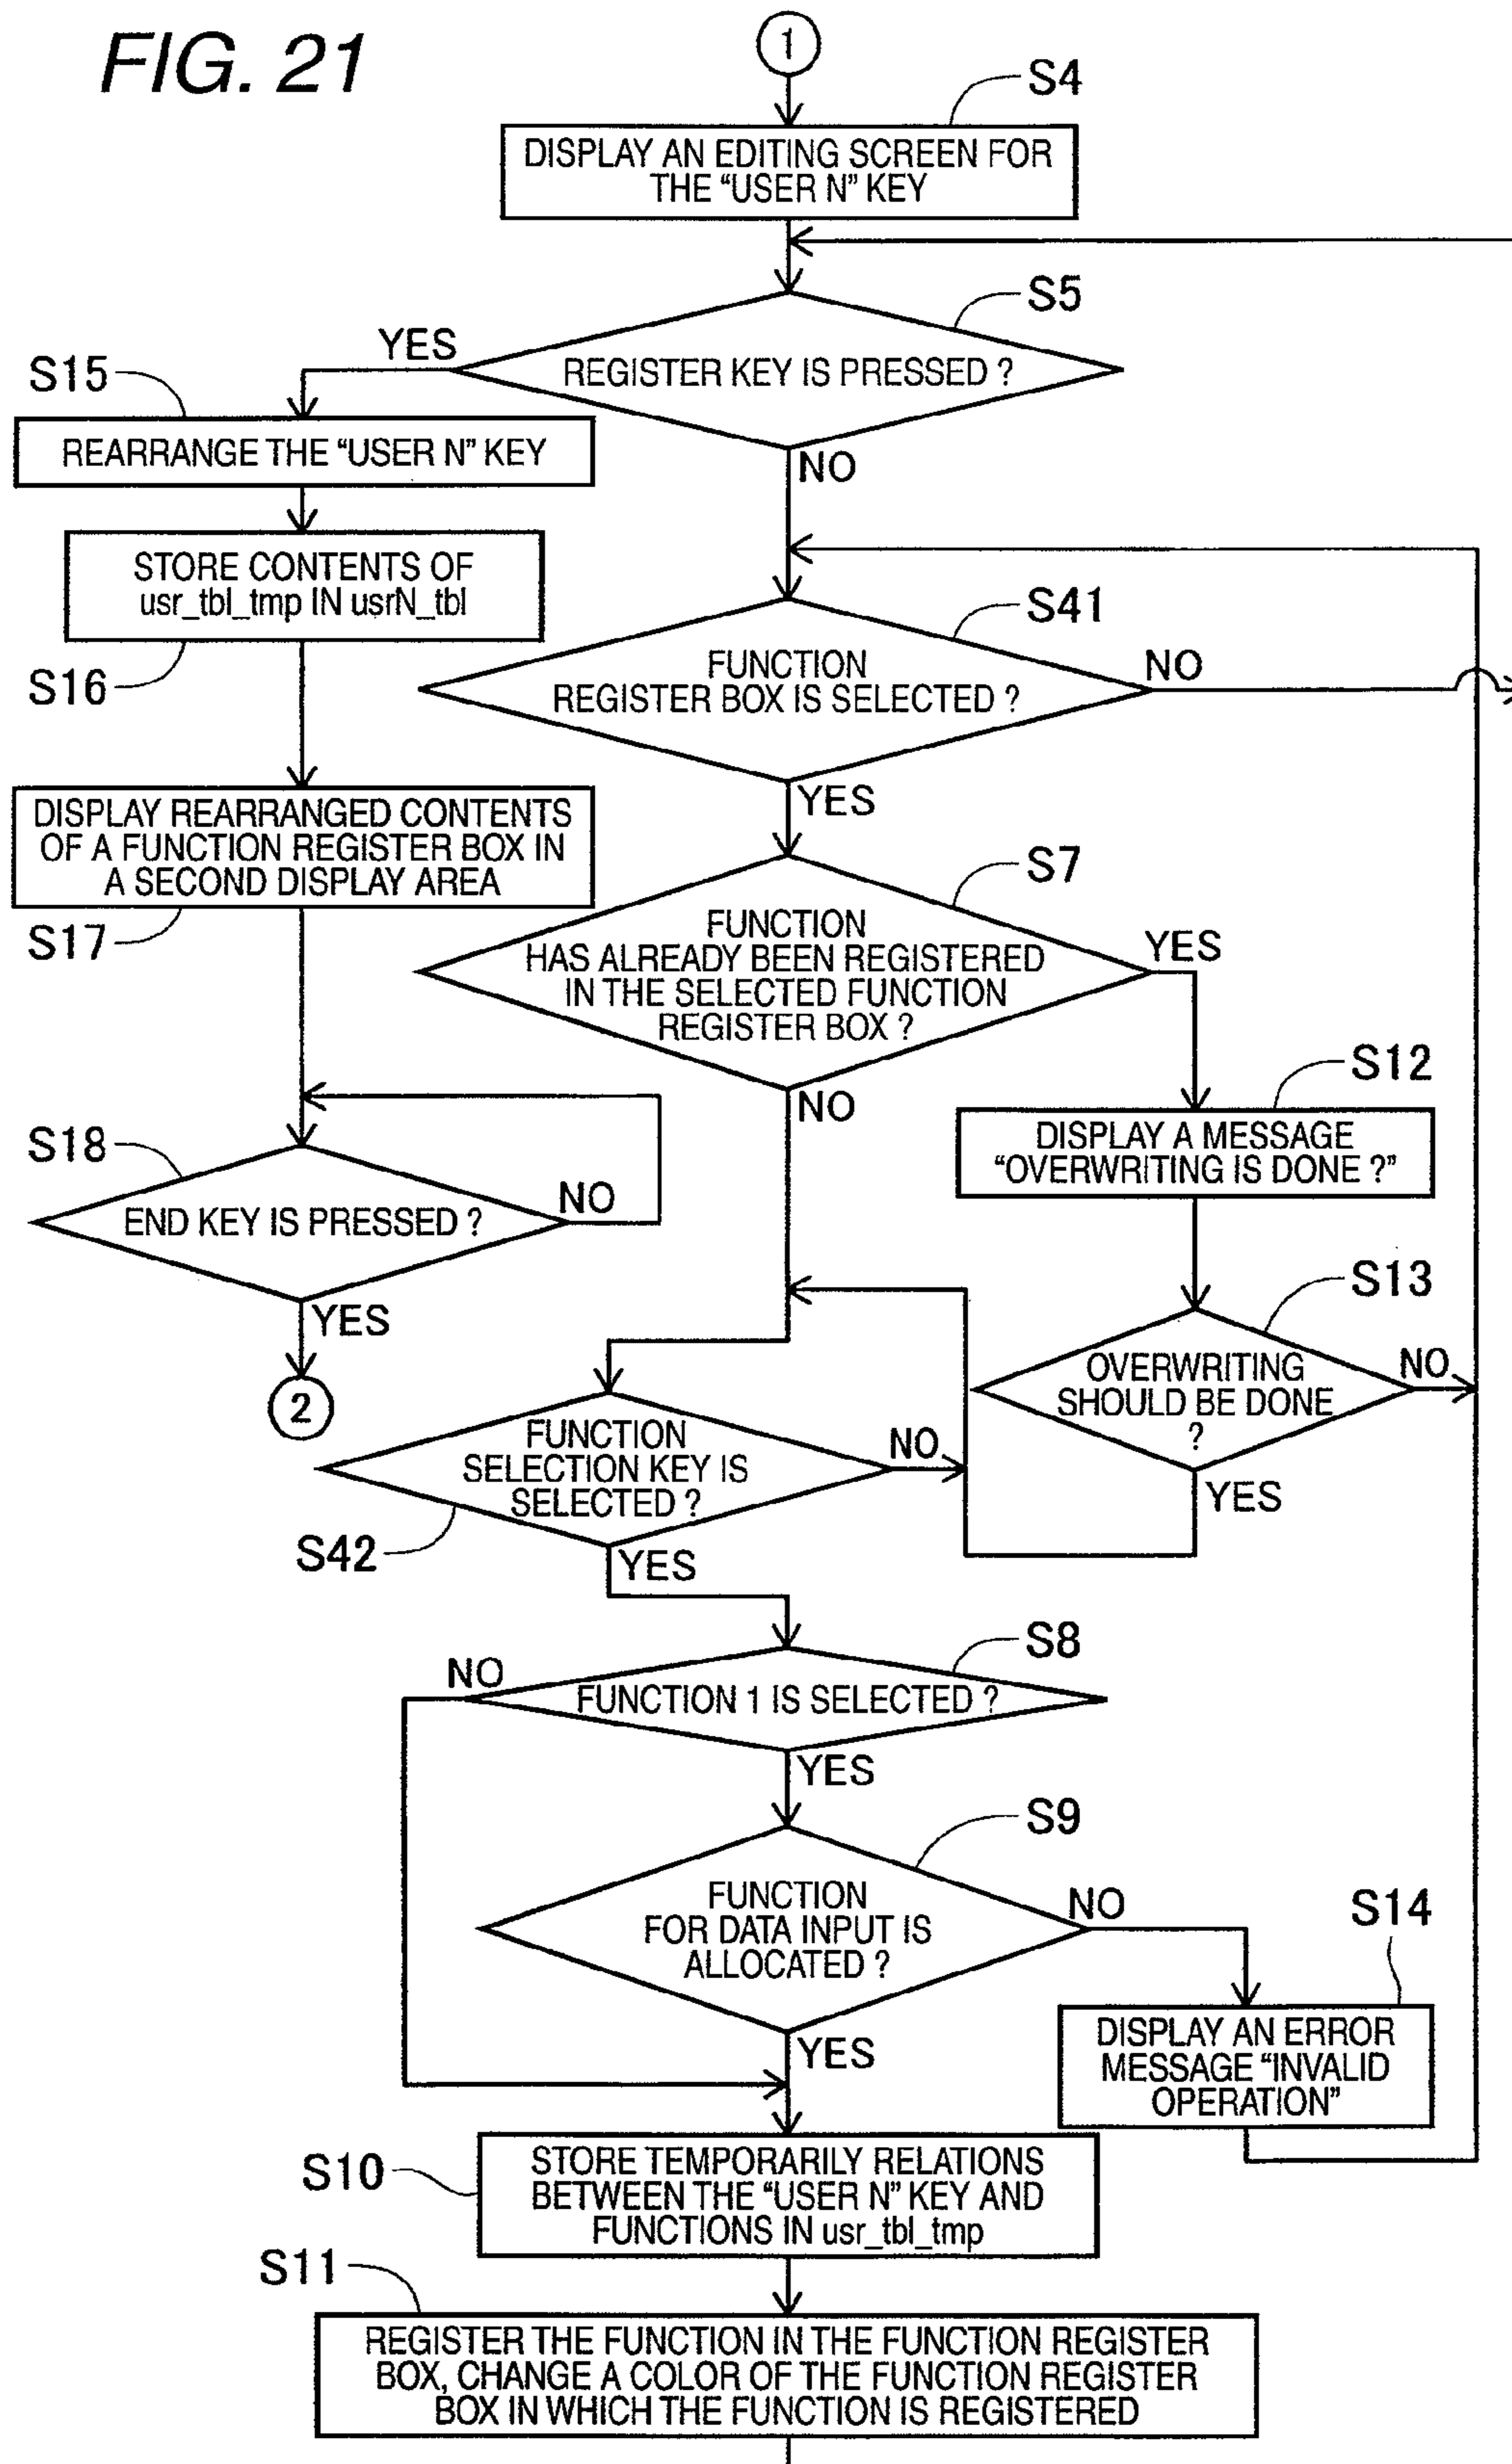 FIG. 21
1
S4
DISPLAY AN EDITING SCREEN FOR
THE “USER N” KEY
S5
YES
REGISTER KEY IS PRESSED ?
S15
REARRANGE THE “USER N” KEY
NO
STORE CONTENTS OF
usr_tbl_tmp IN usrN_tbl
S16
S41
FUNCTION
REGISTER BOX IS SELECTED ?
NO
YES
DISPLAY REARRANGED CONTENTS
OF A FUNCTION REGISTER BOX IN
A SECOND DISPLAY AREA
S17
S7
FUNCTION
HAS ALREADY BEEN REGISTERED
IN THE SELECTED FUNCTION
REGISTER BOX ?
YES
NO
S12
DISPLAY A MESSAGE
“OVERWRITING IS DONE ?”
S18
END KEY IS PRESSED ?
NO
YES
2
S13
OVERWRITING
SHOULD BE DONE
?
NO
YES
FUNCTION
SELECTION KEY IS
SELECTED ?
NO
S42
YES
S8
NO
FUNCTION 1 IS SELECTED ?
YES
S9
FUNCTION
FOR DATA INPUT IS
ALLOCATED ?
NO
YES
S14
DISPLAY AN ERROR
MESSAGE “INVALID
OPERATION”
S10
STORE TEMPORARILY RELATIONS
BETWEEN THE “USER N” KEY AND
FUNCTIONS IN usr_tbl_tmp
S11
REGISTER THE FUNCTION IN THE FUNCTION REGISTER
BOX, CHANGE A COLOR OF THE FUNCTION REGISTER
BOX IN WHICH THE FUNCTION IS REGISTERED